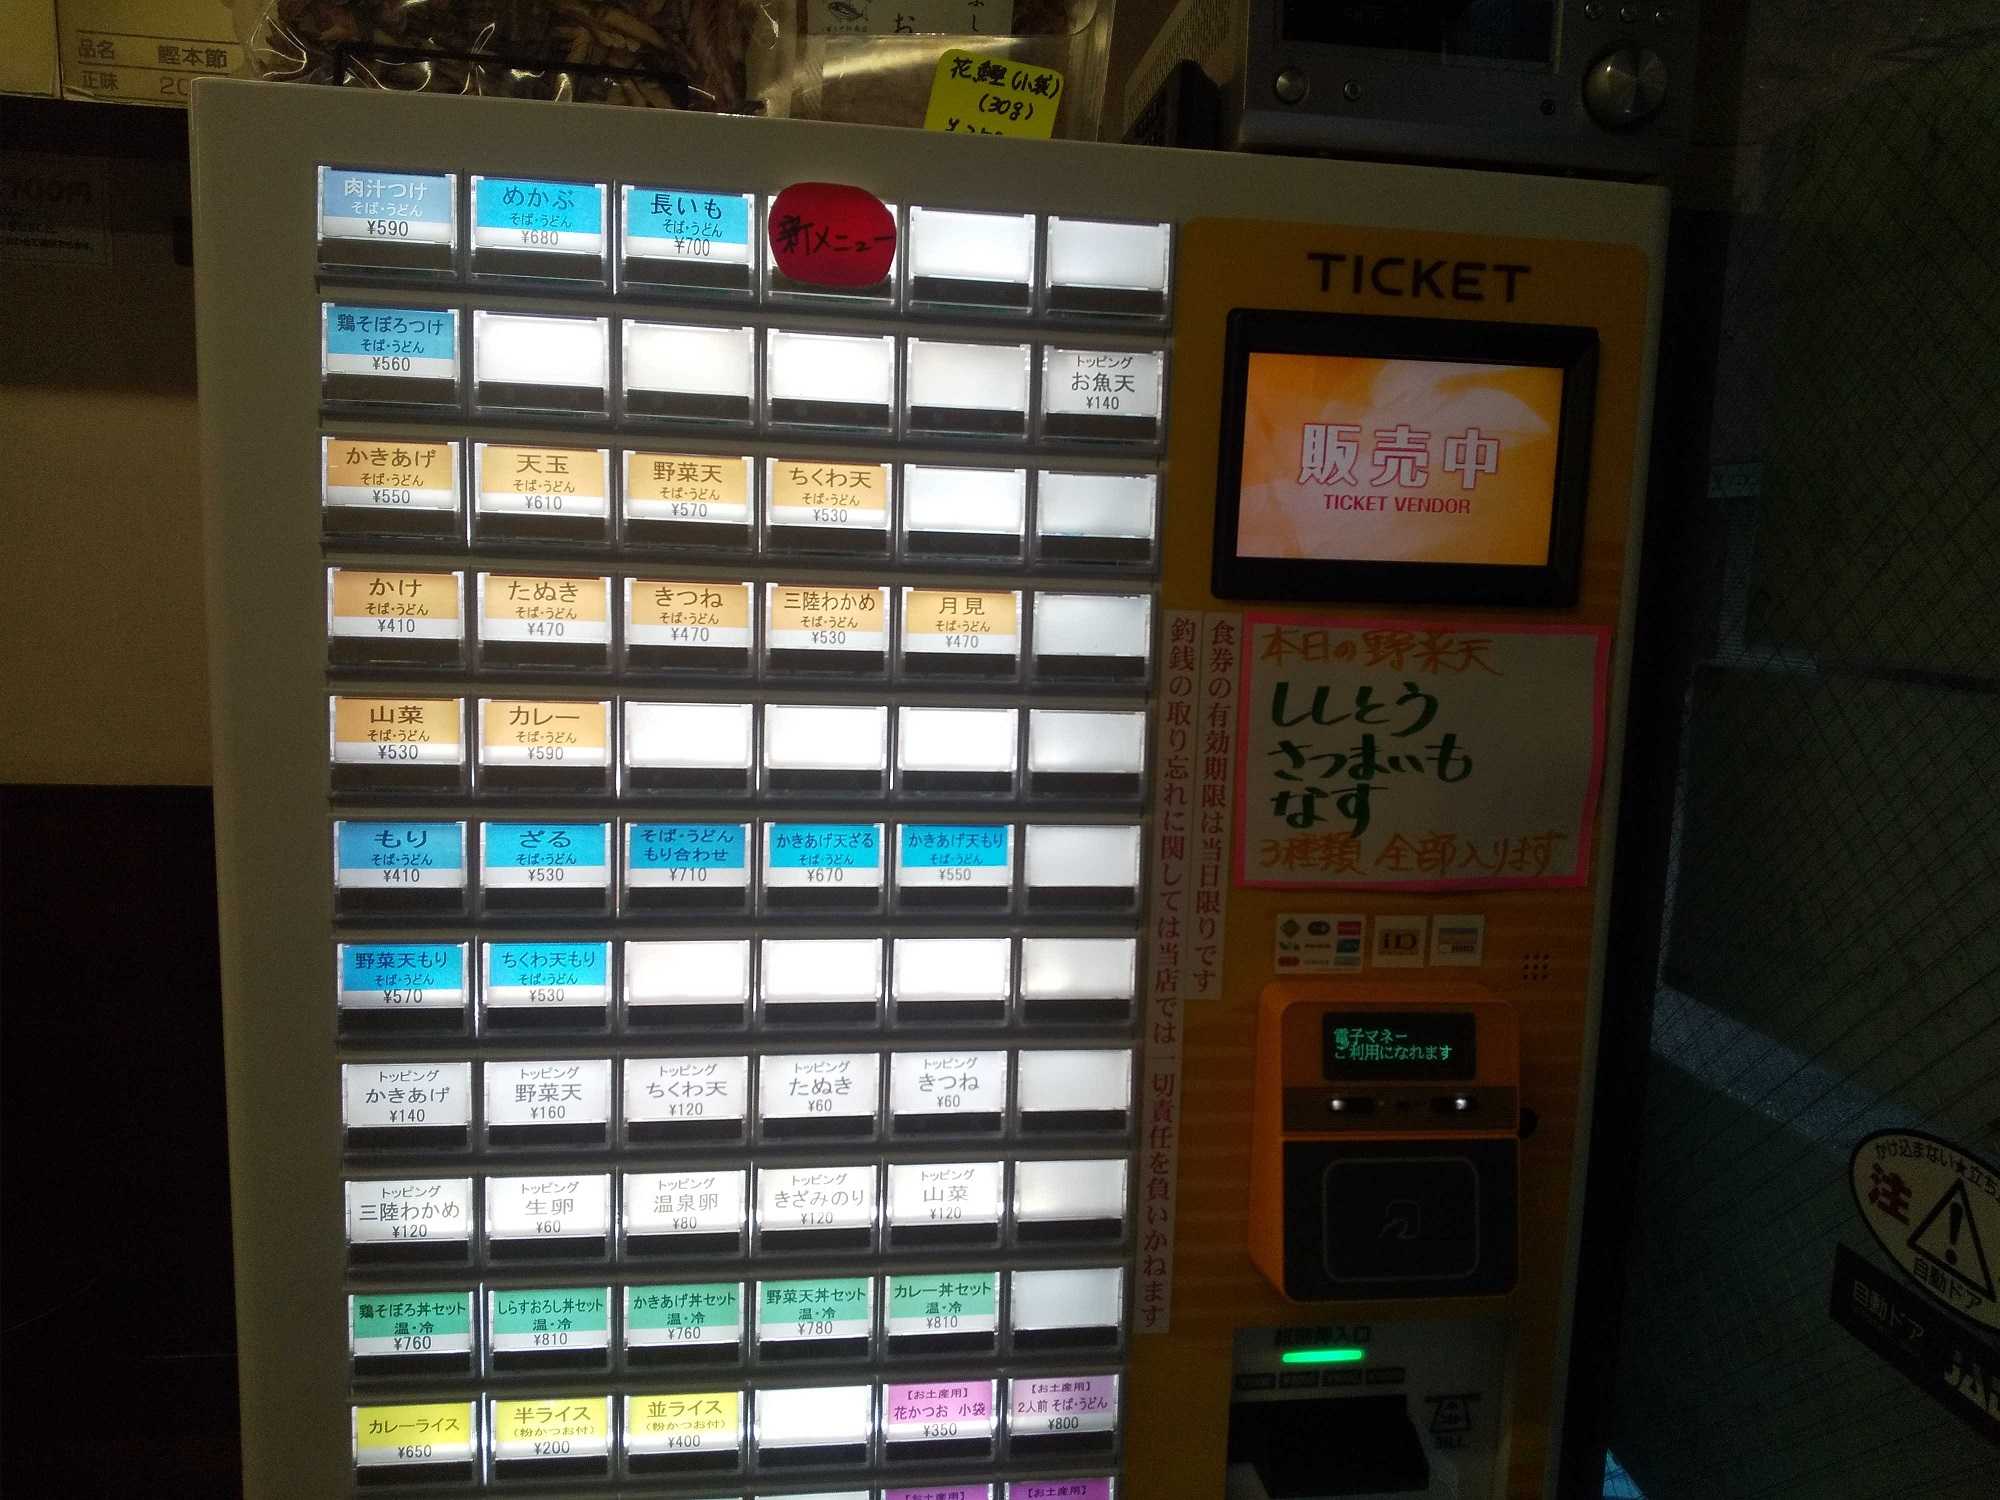 品名 鰹本節
正味 20
お
花鰹(小袋)
(30g)
肉汁つけ
そば・うどん
¥590
めかぶ
そば・うどん
¥680
長いも
そば・うどん
¥700
新メニュー
鶏そぼろつけ
そば・うどん
¥560
トッピング
お魚天
¥140
かきあげ
そば・うどん
¥550
天玉
そば・うどん
¥610
野菜天
そば・うどん
¥570
ちくわ天
そば・うどん
¥530
かけ
そば・うどん
¥410
たぬき
そば・うどん
¥470
きつね
そば・うどん
¥470
三陸わかめ
そば・うどん
¥530
月見
そば・うどん
¥470
山菜
そば・うどん
¥530
カレー
そば・うどん
¥590
もり
そば・うどん
¥410
ざる
そば・うどん
¥530
そば・うどん
もり合わせ
¥710
かきあげ天ざる
そば・うどん
¥670
かきあげ天もり
そば・うどん
¥550
野菜天もり
そば・うどん
¥570
ちくわ天もり
そば・うどん
¥530
トッピング
かきあげ
¥140
トッピング
野菜天
¥160
トッピング
ちくわ天
¥120
トッピング
たぬき
¥60
トッピング
きつね
¥60
トッピング
三陸わかめ
¥120
トッピング
生卵
¥60
トッピング
温泉卵
¥80
トッピング
きざみのり
¥120
トッピング
山菜
¥120
鶏そぼろ丼セット
温・冷
¥760
しらすおろし丼セット
温・冷
¥810
かきあげ丼セット
温・冷
¥760
野菜天丼セット
温・冷
¥780
カレー丼セット
温・冷
¥810
カレーライス
¥650
半ライス
(粉かつお付)
¥200
並ライス
(粉かつお付)
¥400
【お土産用】
花かつお 小袋
¥350
【お土産用】
2人前 そば・うどん
¥800
【お土産用】
【お土産用】
TICKET
販売中
TICKET VENDOR
食券の有効期限は当日限りです
釣銭の取り忘れに関しては当店では一切責任を負いかねます
本日の野菜天
ししとう
さつまいも
なす
3種類 全部入ります
iD
電子マネー
ご利用になれます
BILL
かけ込まない★立ち
注
自動ドア
自動ドア